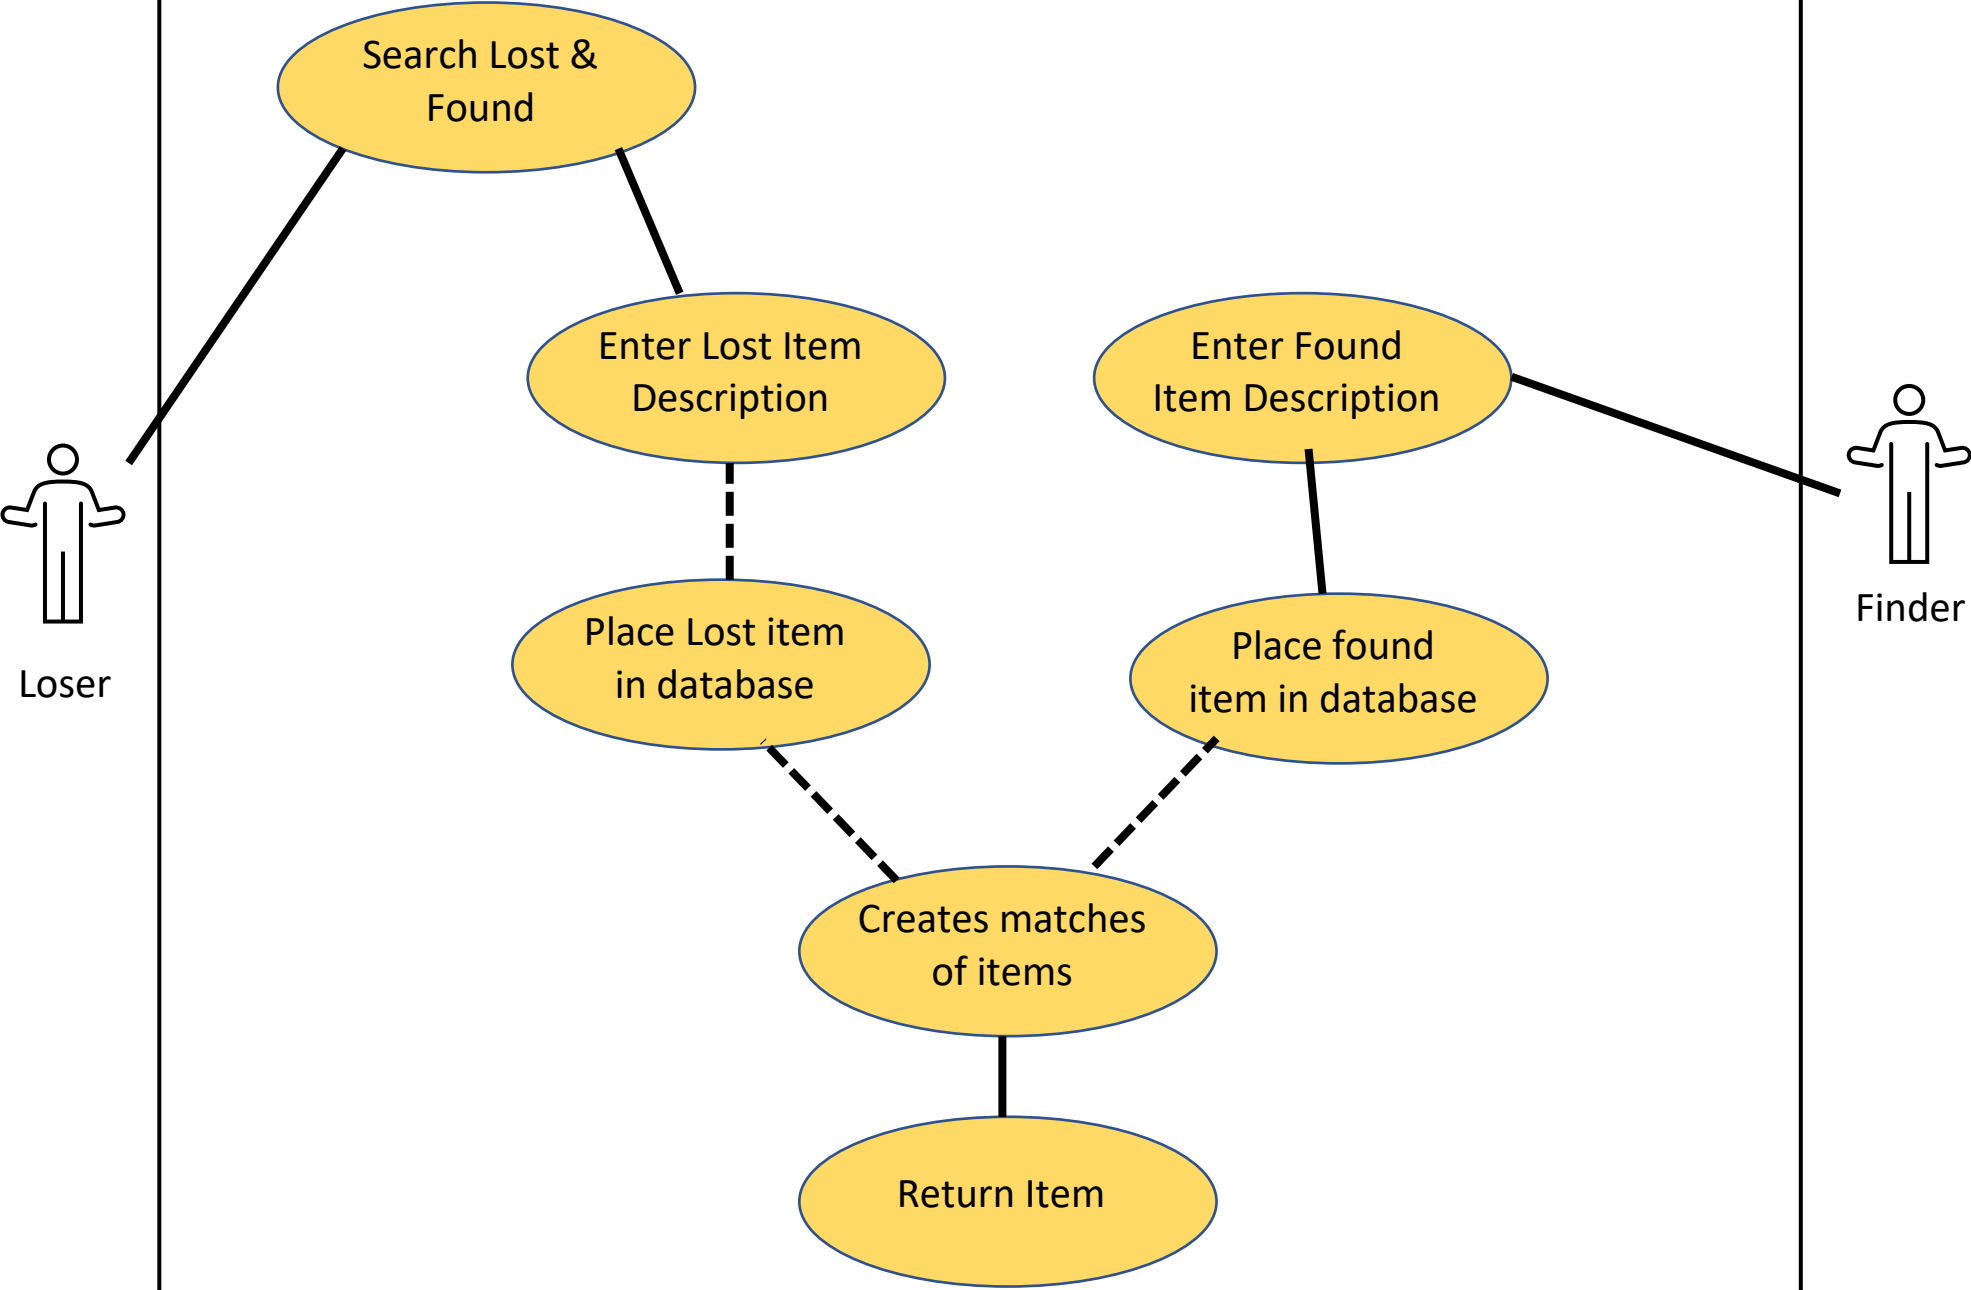 Search Lost &
Found
Enter Lost Item
Description
Enter Found
Item Description
Loser
Finder
Place Lost item
in database
Place found
item in database
Creates matches
of items
Return Item